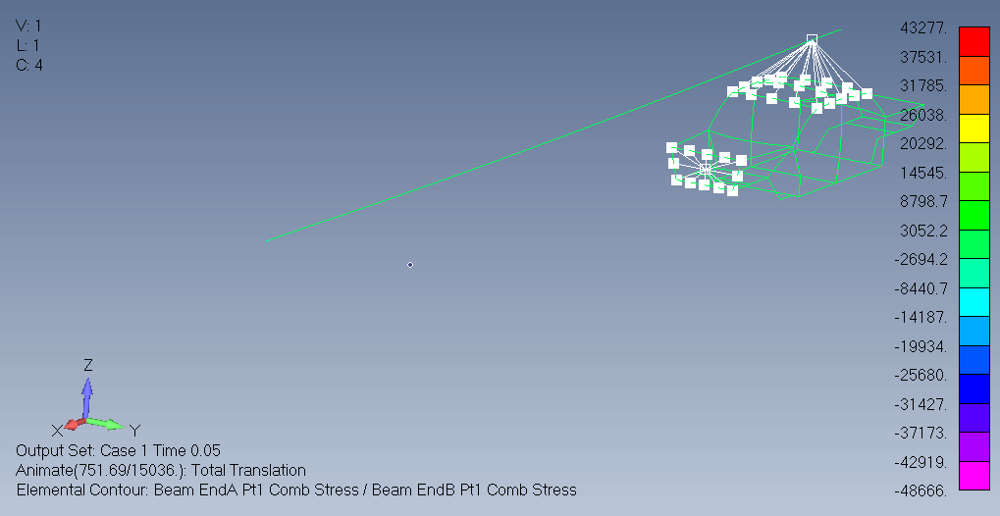 V: 1
L: 1
C: 4
43277.
37531.
31785.
26038.
20292.
14545.
8798.7
3052.2
-2694.2
-8440.7
-14187.
-19934.
-25680.
-31427.
-37173.
-42919.
-48666.
Z
X
Y
Output Set: Case 1 Time 0.05
Animate(751.69/15036.): Total Translation
Elemental Contour: Beam EndA Pt1 Comb Stress / Beam EndB Pt1 Comb Stress